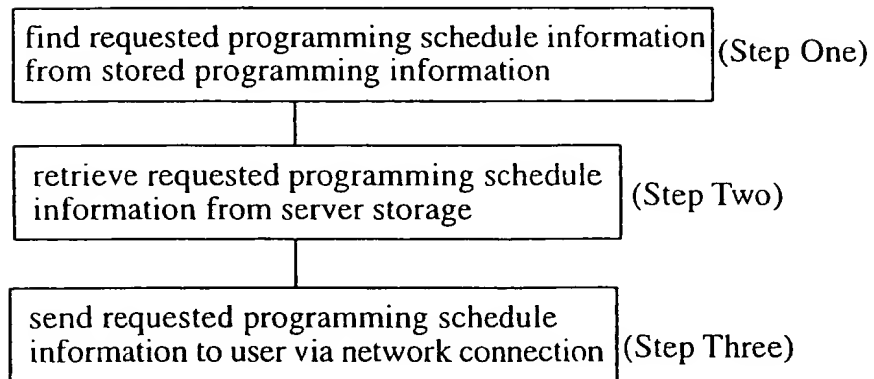 find requested programming schedule information
from stored programming information
(Step One)
retrieve requested programming schedule
information from server storage
(Step Two)
send requested programming schedule
information to user via network connection
(Step Three)